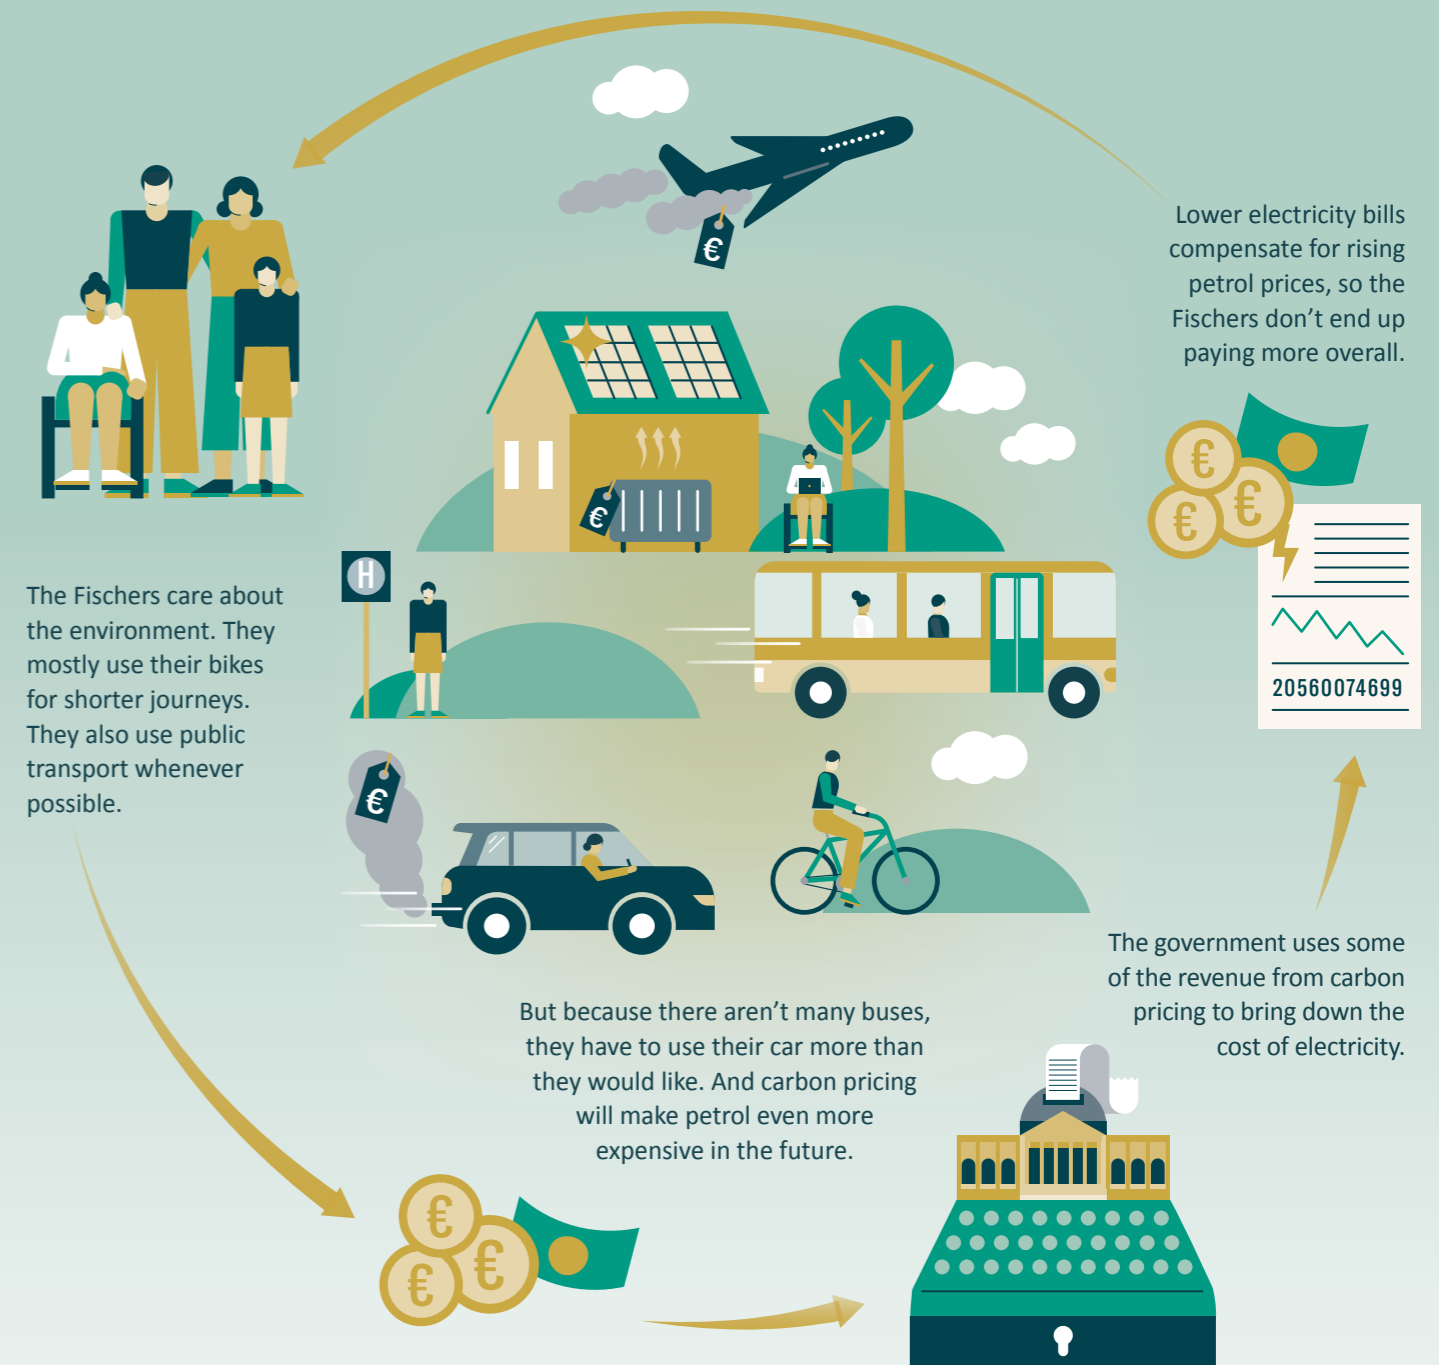 €
Lower electricity bills
compensate for rising
petrol prices, so the
Fischers don’t end up
paying more overall.
€
€
€
€
H
The Fischers care about
the environment. They
mostly use their bikes
for shorter journeys.
They also use public
transport whenever
possible.
20560074699
€
The government uses some
of the revenue from carbon
pricing to bring down the
cost of electricity.
But because there aren’t many buses,
they have to use their car more than
they would like. And carbon pricing
will make petrol even more
expensive in the future.
€
€
€